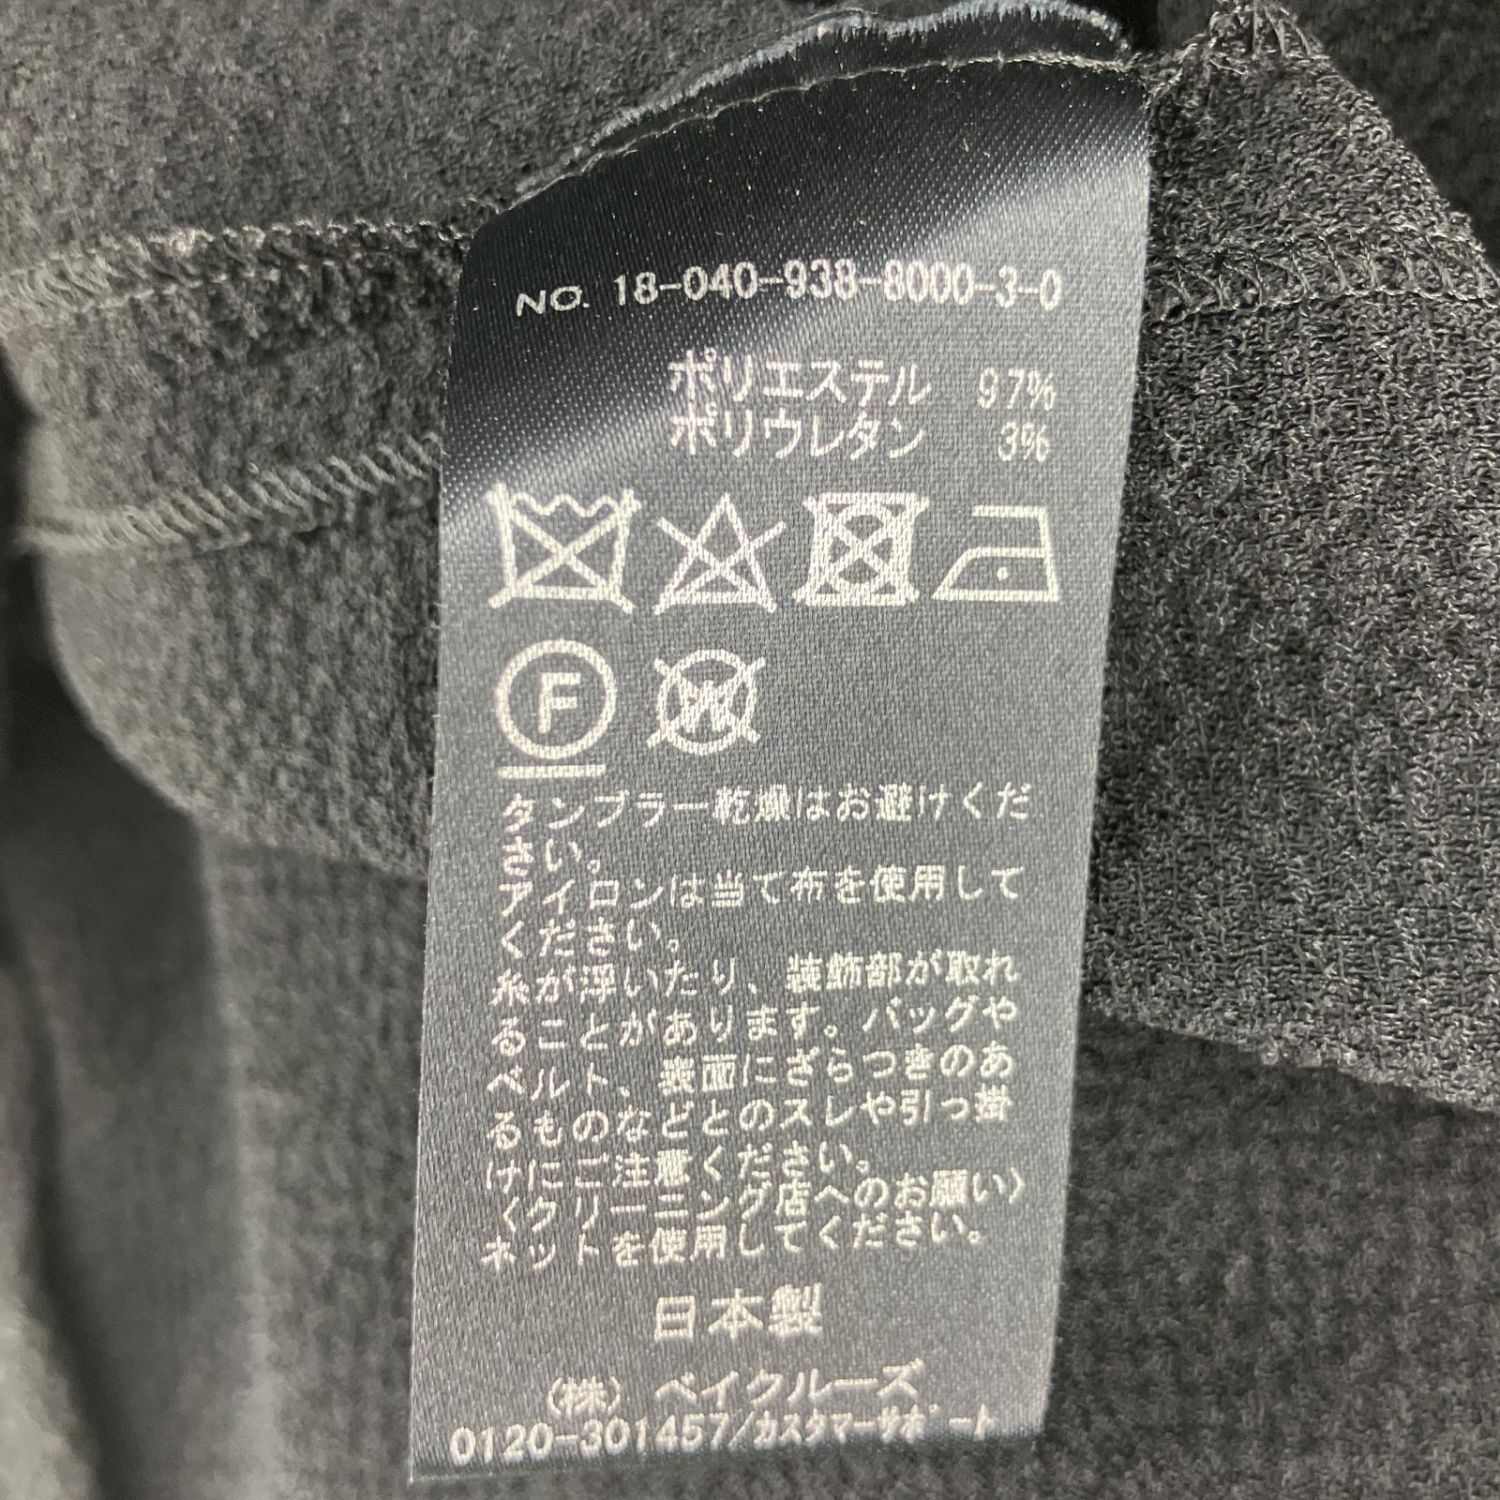 NO. 18-040-938-8000-3-0
ポリエステル 97%
ポリウレタン 3%
F
W
タンブラー乾燥はお避けくだ
さい。
アイロンは当て布を使用して
ください。
糸が浮いたり、装飾部が取れ
ることがあります。バッグや
ベルト、表面にざらつきのあ
るものなどとのスレや引っ掛
けにご注意ください。
〈クリーニング店へのお願い〉
ネットを使用してください。
日本製
(株) ベイクルーズ
0120-301457/カスタマーサポート